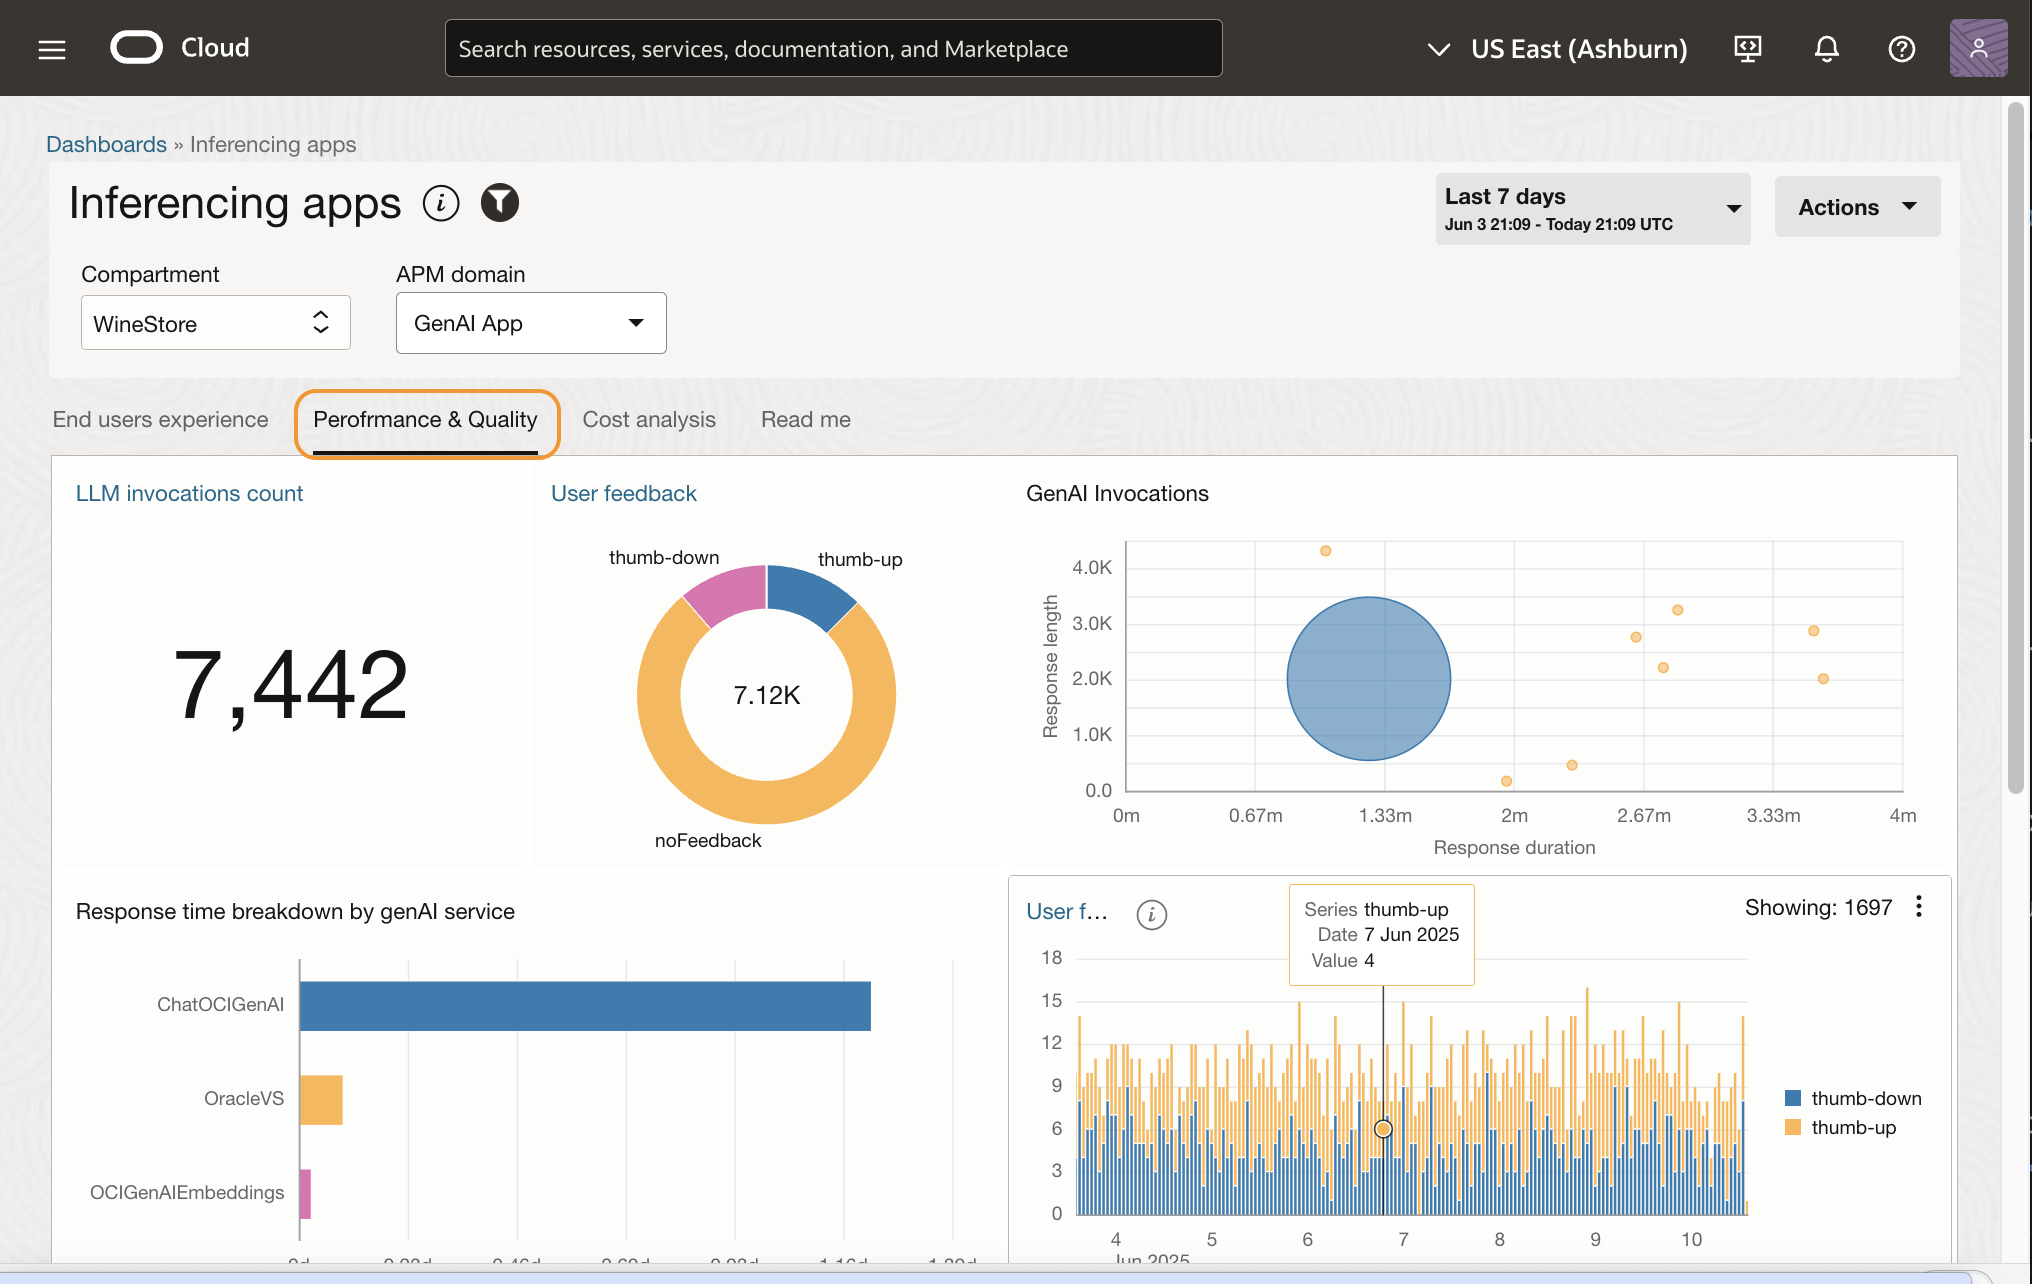 Cloud
Search resources, services, documentation, and Marketplace
US East (Ashburn)
Dashboards » Inferencing apps
Inferencing apps
Last 7 days
Jun 3 21:09 - Today 21:09 UTC
Actions
Compartment
APM domain
WineStore
GenAI App
End users experience
Perofrmance & Quality
Cost analysis
Read me
LLM invocations count
7,442
User feedback
thumb-down
thumb-up
7.12K
noFeedback
GenAI Invocations
Response length
4.0K
3.0K
2.0K
1.0K
0.0
0m
0.67m
1.33m
2m
2.67m
3.33m
4m
Response duration
Response time breakdown by genAI service
ChatOCIGenAI
OracleVS
OCIGenAIEmbeddings
User f...
Showing: 1697
Series thumb-up
Date 7 Jun 2025
Value 4
18
15
12
9
6
3
0
4
5
6
7
8
9
10
Jun 2025
thumb-down
thumb-up